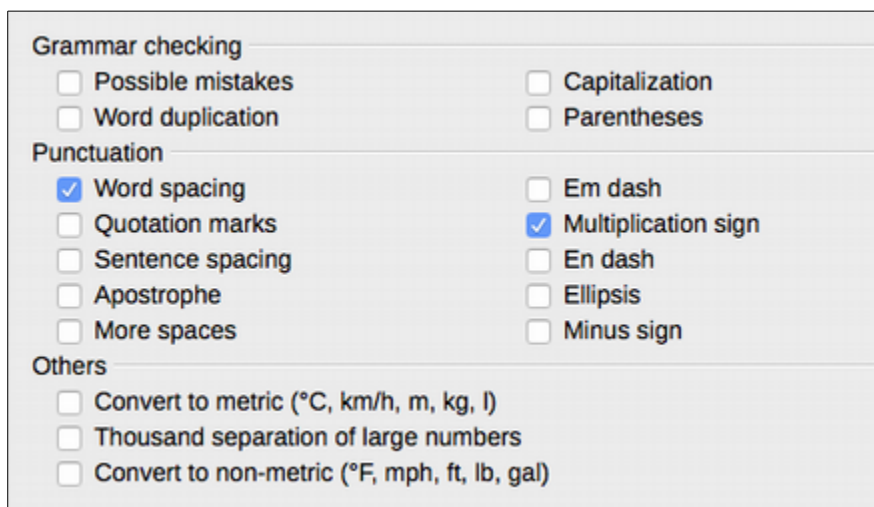 Grammar checking
Possible mistakes
Capitalization
Word duplication
Parentheses
Punctuation
Word spacing
Em dash
Quotation marks
Multiplication sign
Sentence spacing
En dash
Apostrophe
Ellipsis
More spaces
Minus sign
Others
Convert to metric (°C, km/h, m, kg, l)
Thousand separation of large numbers
Convert to non-metric (°F, mph, ft, lb, gal)